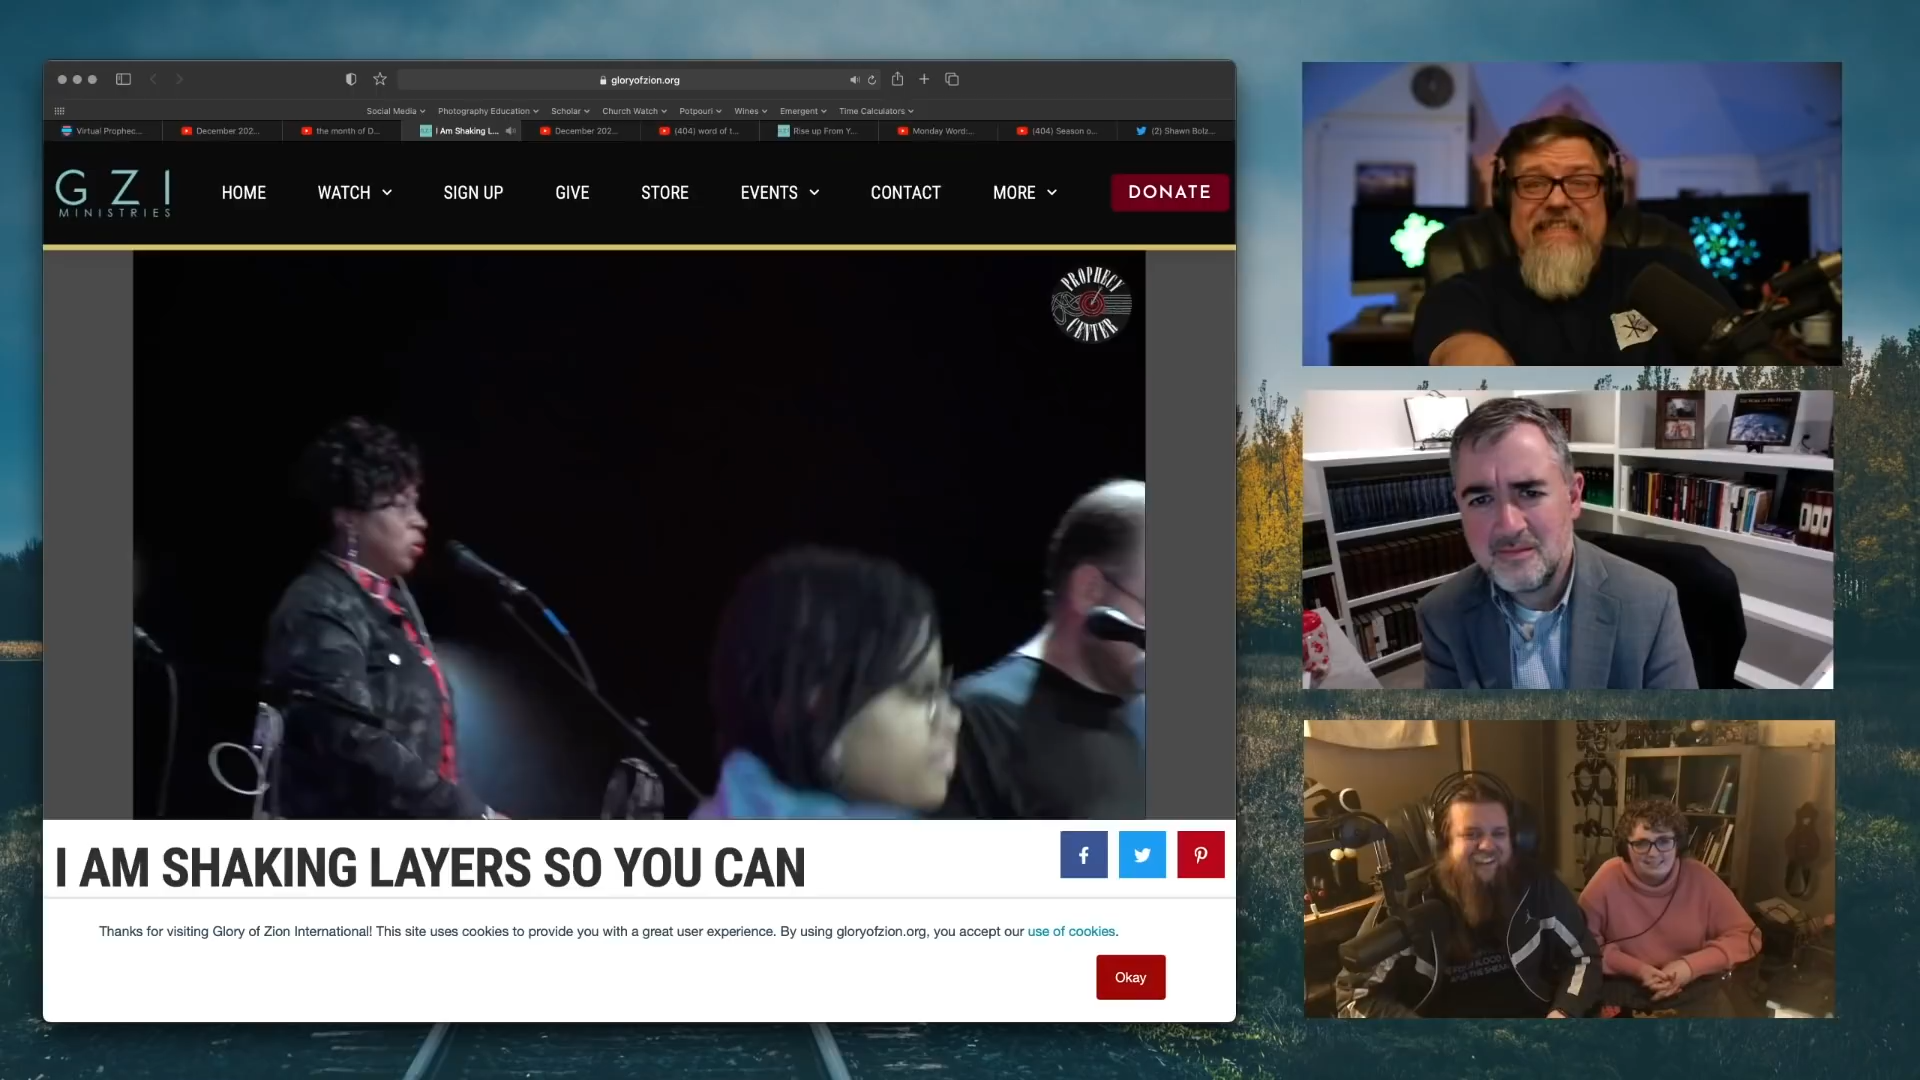 gloryofzion.org
Social Media
Photography Education
Scholar
Church Watch
Potpouri
Wines
Emergent
Time Calculators
Virtual Prophec...
December 202...
the month of D...
I Am Shaking L...
December 202...
(404) word of t...
Rise up From Y...
Monday Word:...
(404) Season o...
(2) Shawn Bolz...
GZI
MINISTRIES
HOME
WATCH
SIGN UP
GIVE
STORE
EVENTS
CONTACT
MORE
DONATE
PROPHECY
CENTER
I AM SHAKING LAYERS SO YOU CAN
Thanks for visiting Glory of Zion International! This site uses cookies to provide you with a great user experience. By using gloryofzion.org, you accept our use of cookies.
Okay